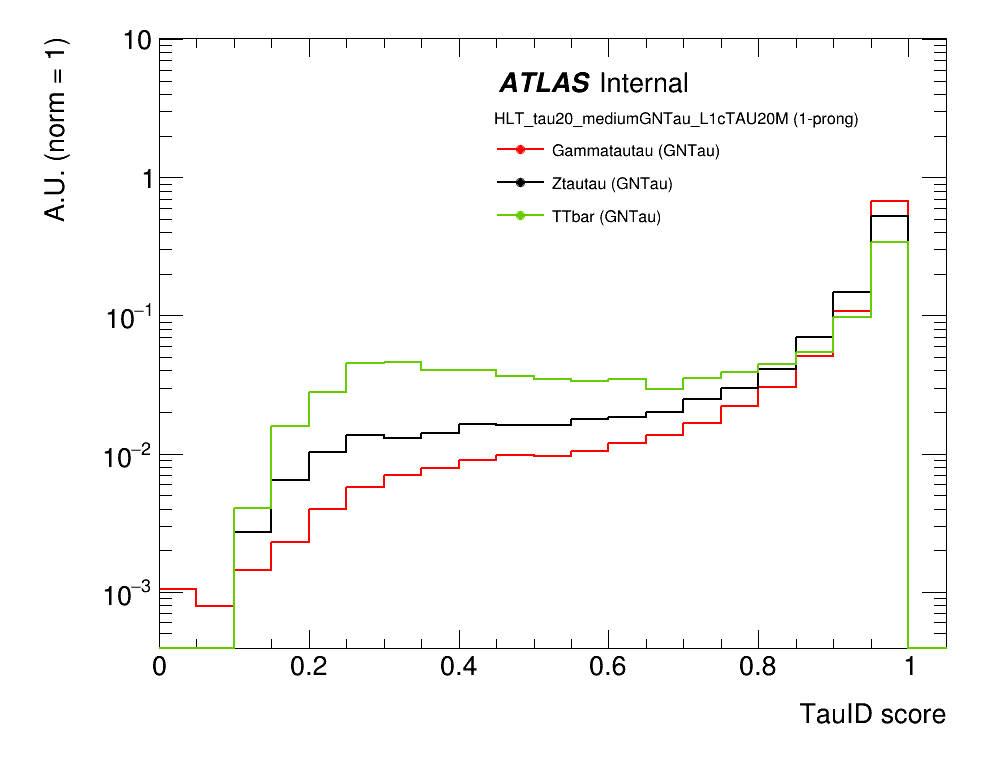 10
A.U. (norm = 1)
ATLAS Internal
HLT_tau20_mediumGNTau_L1cTAU20M (1-prong)
Gammatautau (GNTau)
1
Ztautau (GNTau)
TTbar (GNTau)
10⁻¹
10⁻²
10⁻³
0 0.2 0.4 0.6 0.8 1
TauID score